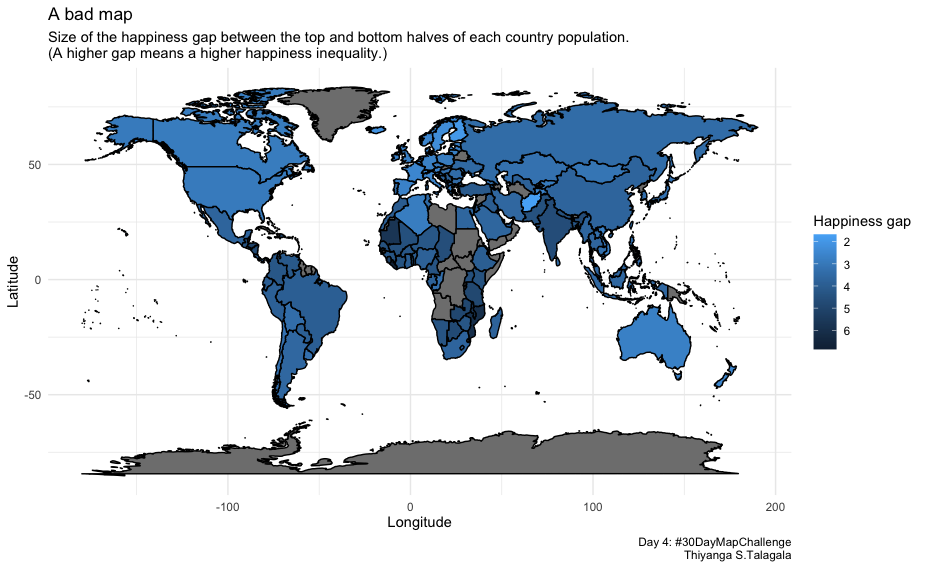 A bad map
Size of the happiness gap between the top and bottom halves of each country population.
(A higher gap means a higher happiness inequality.)
50
0
-50
Latitude
-100
0
100
200
Longitude
Happiness gap
2
3
4
5
6
Day 4: #30DayMapChallenge
Thiyanga S.Talagala